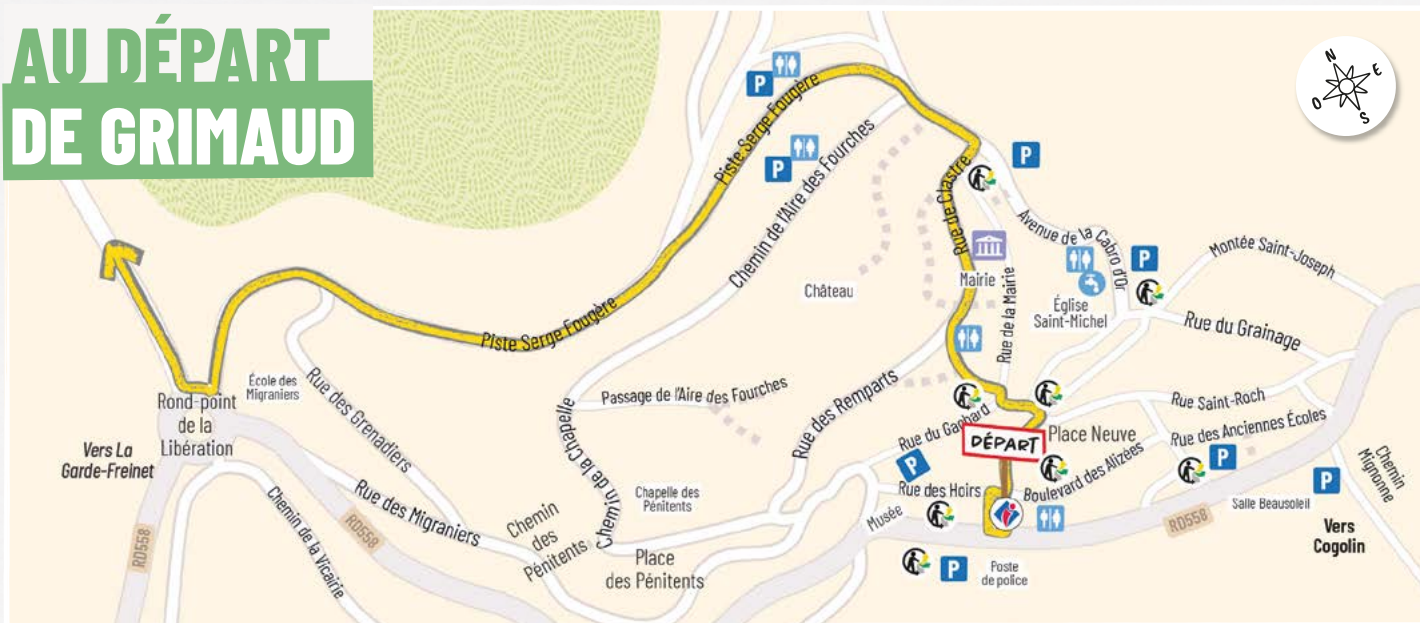 AU DÉPART
DE GRIMAUD
N
E
S
O
P
P
Piste Serge Fougère
Chemin de l'Aire des Fourches
P
Rue de Clastre
Avenue de la Cabro d'Or
P
Montée Saint-Joseph
Mairie
Rue de la Mairie
Château
Église
Saint-Michel
Rue du Grainage
Piste Serge Fougère
École des
Migraniers
Rue des Grenadiers
Passage de l'Aire des Fourches
Rue des Remparts
Rue Saint-Roch
Rond-point
de la
Libération
Vers La
Garde-Freinet
Chemin de la Chapelle
Rue du Gachard
DÉPART
Place Neuve
Rue des Anciennes Écoles
P
P
P
Boulevard des Alizées
Rue des Hoirs
Chapelle des
Pénitents
Musée
Salle Beausoleil
Chemin
Mignonne
Vers
Cogolin
RD558
RD558
RD558
Rue des Migraniers
Chemin de la Vicairie
Chemin
des
Pénitents
Place
des Pénitents
P
Poste
de police